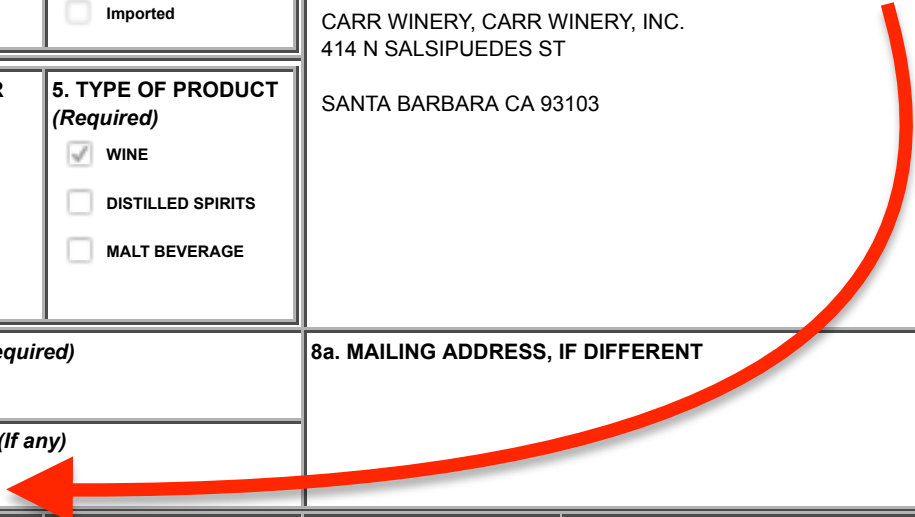 Imported
CARR WINERY, CARR WINERY, INC.
414 N SALSIPUEDES ST
SANTA BARBARA CA 93103
R
5. TYPE OF PRODUCT
(Required)
WINE
DISTILLED SPIRITS
MALT BEVERAGE
equired)
8a. MAILING ADDRESS, IF DIFFERENT
(If any)